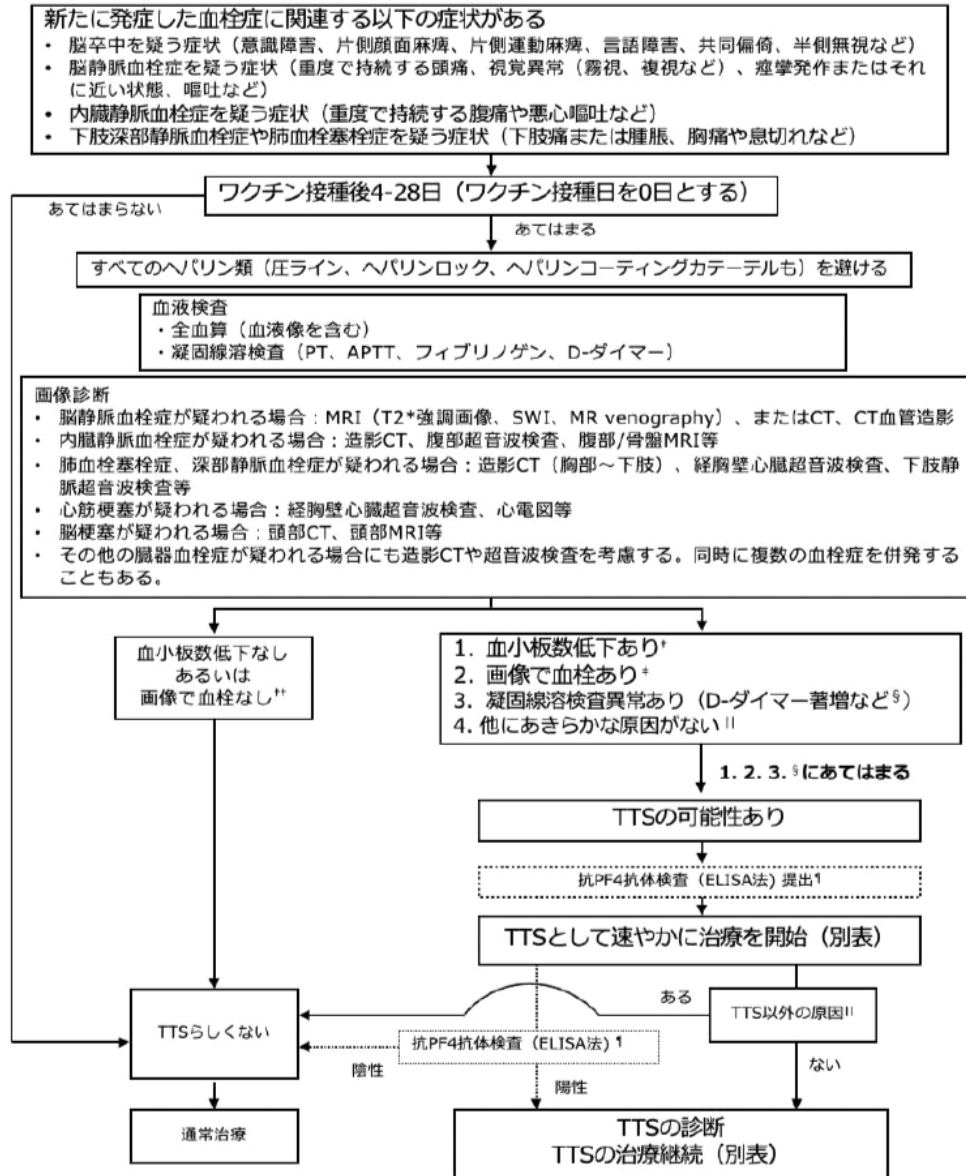 新たに発症した血栓症に関連する以下の症状がある
• 脳卒中を疑う症状（意識障害、片側顔面麻痺、片側運動麻痺、言語障害、共同偏倚、半側無視など）
• 脳静脈血栓症を疑う症状（重度で持続する頭痛、視覚異常（霧視、複視など）、痙攣発作またはそれ
に近い状態、嘔吐など）
• 内臓静脈血栓症を疑う症状（重度で持続する腹痛や悪心嘔吐など）
• 下肢深部静脈血栓症や肺血栓塞栓症を疑う症状（下肢痛または腫脹、胸痛や息切れなど）
ワクチン接種後4-28日（ワクチン接種日を0日とする）
あてはまらない
あてはまる
すべてのヘパリン類（圧ライン、ヘパリンロック、ヘパリンコーティングカテーテルも）を避ける
血液検査
・全血算（血液像を含む）
・凝固線溶検査（PT、APTT、フィブリノゲン、D-ダイマー）
画像診断
• 脳静脈血栓症が疑われる場合：MRI（T2*強調画像、SWI、MR venography）、またはCT、CT血管造影
• 内臓静脈血栓症が疑われる場合：造影CT、腹部超音波検査、腹部/骨盤MRI等
• 肺血栓塞栓症、深部静脈血栓症が疑われる場合：造影CT（胸部～下肢）、経胸壁心臓超音波検査、下肢静
脈超音波検査等
• 心筋梗塞が疑われる場合：経胸壁心臓超音波検査、心電図等
• 脳梗塞が疑われる場合：頭部CT、頭部MRI等
• その他の臓器血栓症が疑われる場合にも造影CTや超音波検査を考慮する。同時に複数の血栓症を併発する
こともある。
血小板数低下なし
あるいは
画像で血栓なし††
1. 血小板数低下あり†
2. 画像で血栓あり‡
3. 凝固線溶検査異常あり（D-ダイマー著増など§）
4. 他にあきらかな原因がない||
1. 2. 3. §にあてはまる
TTSの可能性あり
抗PF4抗体検査（ELISA法) 提出¶
TTSとして速やかに治療を開始（別表）
ある
TTS以外の原因||
TTSらしくない
抗PF4抗体検査（ELISA法) ¶
陰性
ない
陽性
通常治療
TTSの診断
TTSの治療継続（別表）